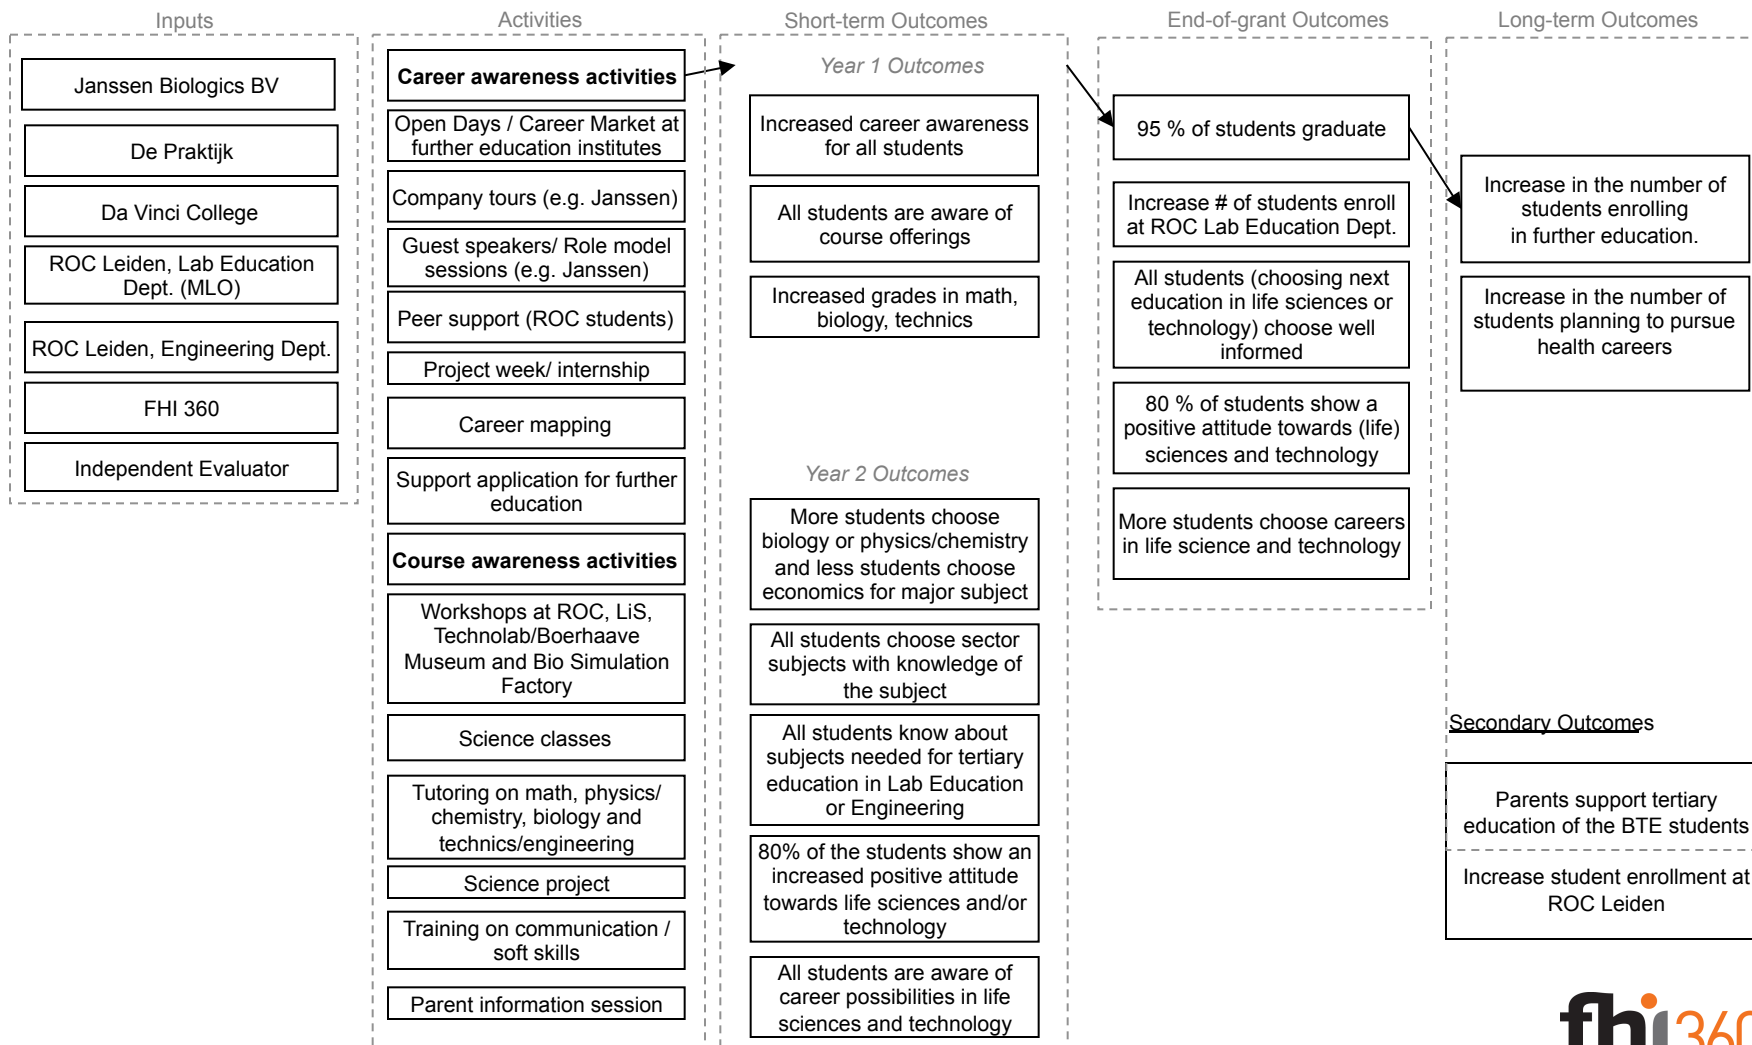 Inputs
Janssen Biologics BV
De Praktijk
Da Vinci College
ROC Leiden, Lab Education
Dept. (MLO)
ROC Leiden, Engineering Dept.
FHI 360
Independent Evaluator
Activities
Career awareness activities
Open Days / Career Market at
further education institutes
Company tours (e.g. Janssen)
Guest speakers/ Role model
sessions (e.g. Janssen)
Peer support (ROC students)
Project week/ internship
Career mapping
Support application for further
education
Course awareness activities
Workshops at ROC, LiS,
Technolab/Boerhaave
Museum and Bio Simulation
Factory
Science classes
Tutoring on math, physics/
chemistry, biology and
technics/engineering
Science project
Training on communication /
soft skills
Parent information session
Short-term Outcomes
Year 1 Outcomes
Increased career awareness
for all students
All students are aware of
course offerings
Increased grades in math,
biology, technics
Year 2 Outcomes
More students choose
biology or physics/chemistry
and less students choose
economics for major subject
All students choose sector
subjects with knowledge of
the subject
All students know about
subjects needed for tertiary
education in Lab Education
or Engineering
80% of the students show an
increased positive attitude
towards life sciences and/or
technology
All students are aware of
career possibilities in life
sciences and technology
End-of-grant Outcomes
95 % of students graduate
Increase # of students enroll
at ROC Lab Education Dept.
All students (choosing next
education in life sciences or
technology) choose well
informed
80 % of students show a
positive attitude towards (life)
sciences and technology
More students choose careers
in life science and technology
Long-term Outcomes
Increase in the number of
students enrolling
in further education.
Increase in the number of
students planning to pursue
health careers
Secondary Outcomes
Parents support tertiary
education of the BTE students
Increase student enrollment at
ROC Leiden
fhi360